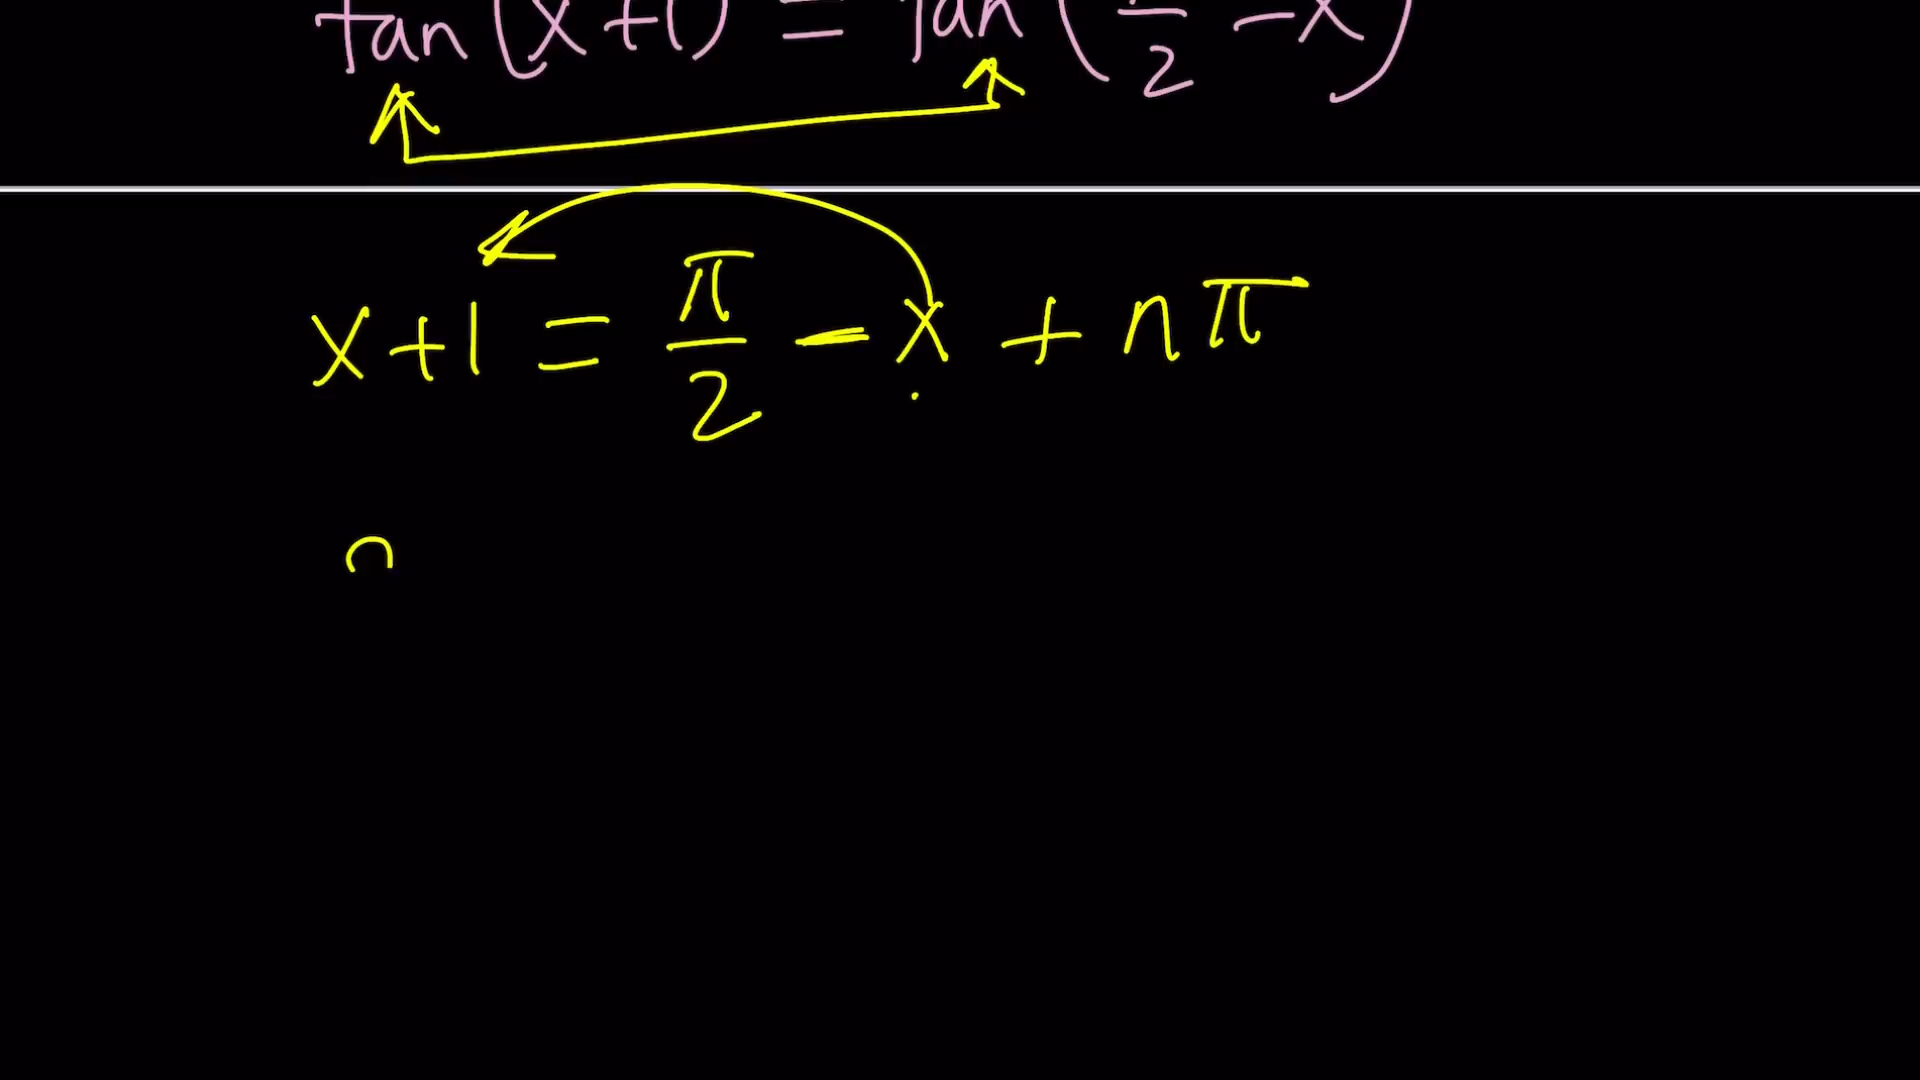 tan(x+1) = tan(π/2 - x)
x+1 = π/2 - x + nπ